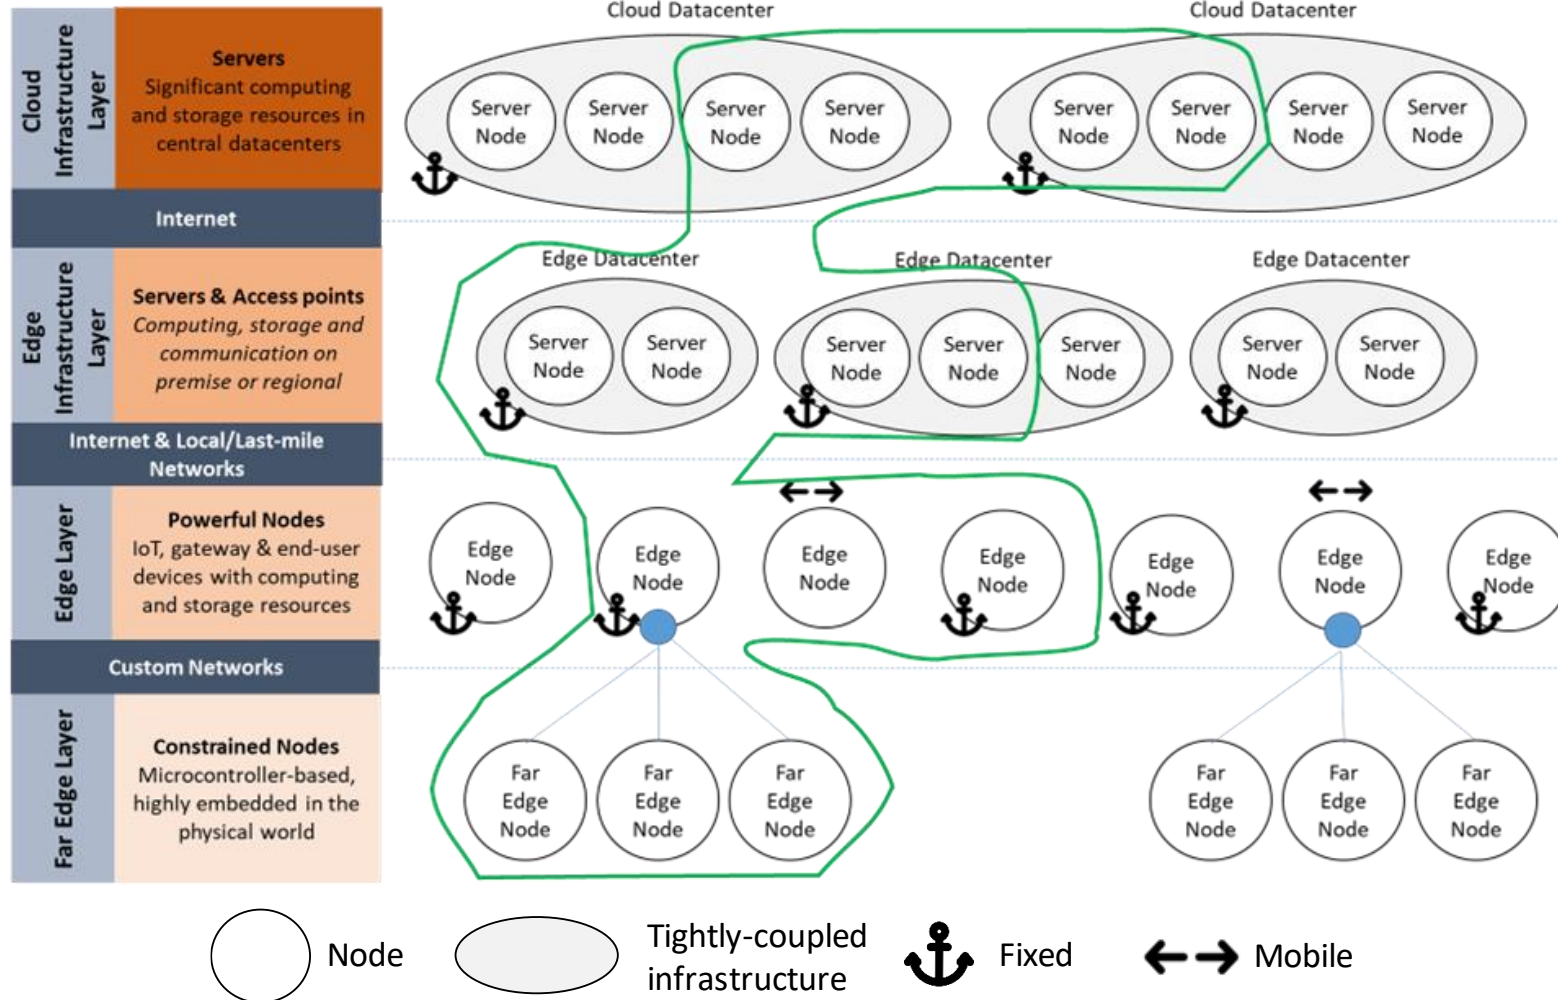 Cloud Datacenter
Cloud Datacenter
Cloud
Infrastructure
Layer
Servers
Significant computing
and storage resources in
central datacenters
Server
Node
Server
Node
Server
Node
Server
Node
Server
Node
Server
Node
Server
Node
Server
Node
Internet
Edge
Infrastructure
Layer
Servers & Access points
Computing, storage and
communication on
premise or regional
Edge Datacenter
Edge Datacenter
Edge Datacenter
Server
Node
Server
Node
Server
Node
Server
Node
Server
Node
Server
Node
Server
Node
Internet & Local/Last-mile
Networks
Edge Layer
Powerful Nodes
IoT, gateway & end-user
devices with computing
and storage resources
Edge
Node
Edge
Node
Edge
Node
Edge
Node
Edge
Node
Edge
Node
Edge
Node
Custom Networks
Far Edge Layer
Constrained Nodes
Microcontroller-based,
highly embedded in the
physical world
Far
Edge
Node
Far
Edge
Node
Far
Edge
Node
Far
Edge
Node
Far
Edge
Node
Far
Edge
Node
Node
Tightly-coupled
infrastructure
Fixed
Mobile